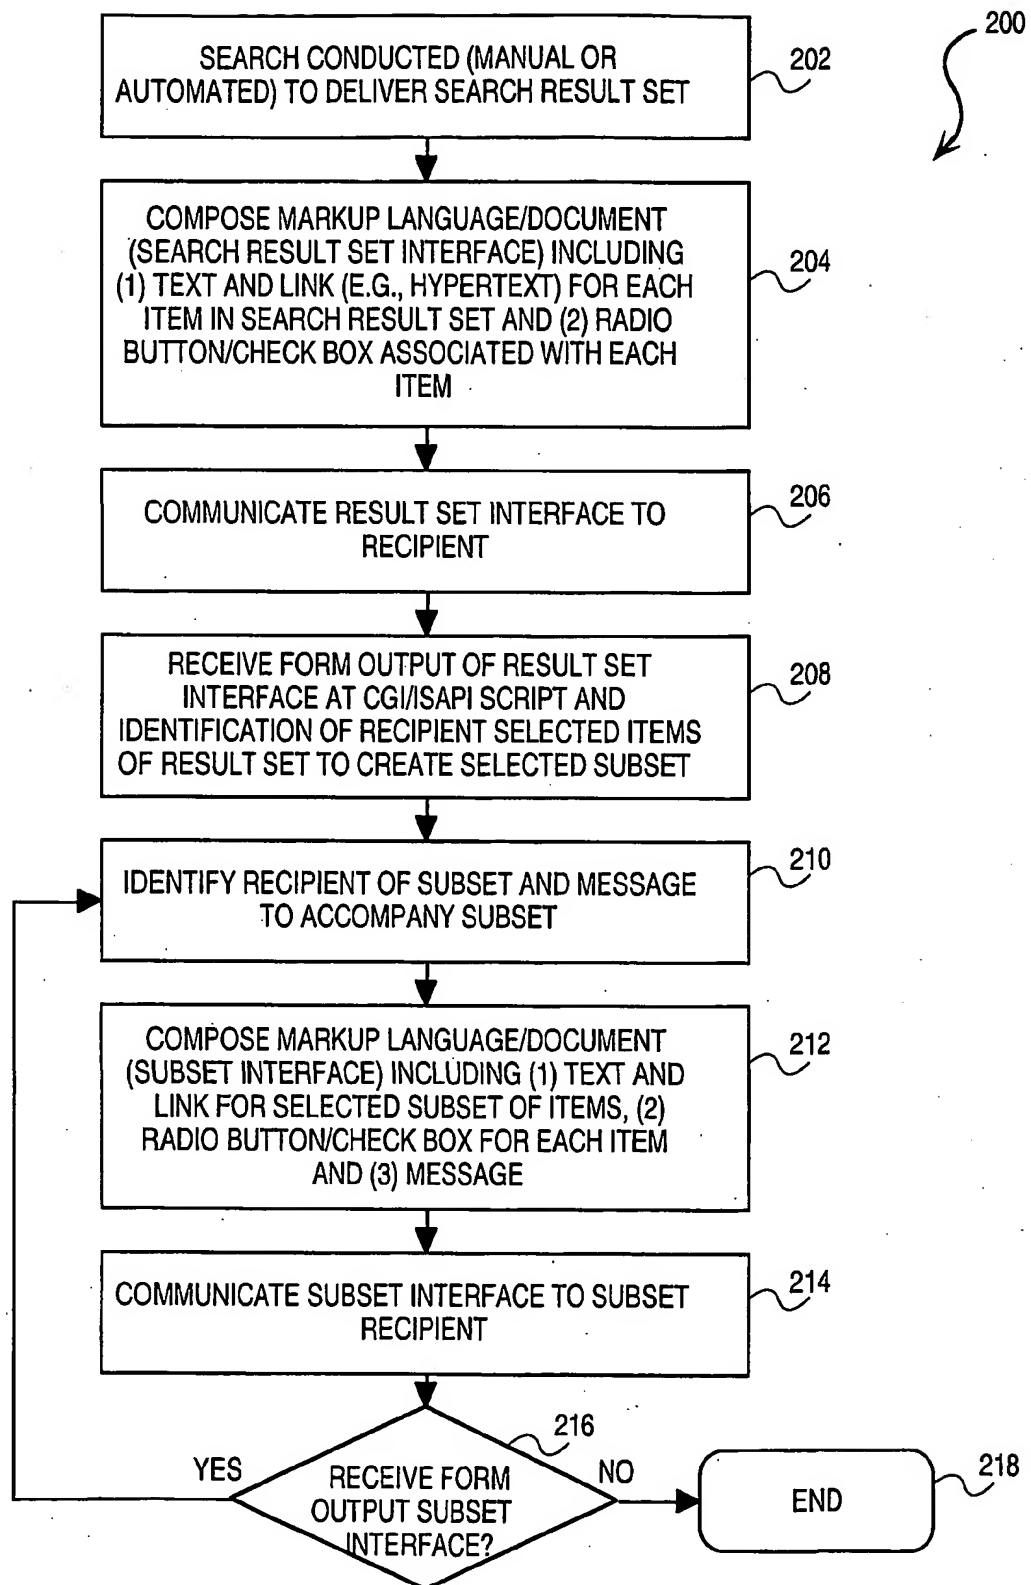 200
SEARCH CONDUCTED (MANUAL OR
AUTOMATED) TO DELIVER SEARCH RESULT SET
202
COMPOSE MARKUP LANGUAGE/DOCUMENT
(SEARCH RESULT SET INTERFACE) INCLUDING
(1) TEXT AND LINK (E.G., HYPERTEXT) FOR EACH
ITEM IN SEARCH RESULT SET AND (2) RADIO
BUTTON/CHECK BOX ASSOCIATED WITH EACH
ITEM
204
COMMUNICATE RESULT SET INTERFACE TO
RECIPIENT
206
RECEIVE FORM OUTPUT OF RESULT SET
INTERFACE AT CGI/ISAPI SCRIPT AND
IDENTIFICATION OF RECIPIENT SELECTED ITEMS
OF RESULT SET TO CREATE SELECTED SUBSET
208
IDENTIFY RECIPIENT OF SUBSET AND MESSAGE
TO ACCOMPANY SUBSET
210
COMPOSE MARKUP LANGUAGE/DOCUMENT
(SUBSET INTERFACE) INCLUDING (1) TEXT AND
LINK FOR SELECTED SUBSET OF ITEMS, (2)
RADIO BUTTON/CHECK BOX FOR EACH ITEM
AND (3) MESSAGE
212
COMMUNICATE SUBSET INTERFACE TO SUBSET
RECIPIENT
214
216
YES
RECEIVE FORM
OUTPUT SUBSET
INTERFACE?
NO
END
218